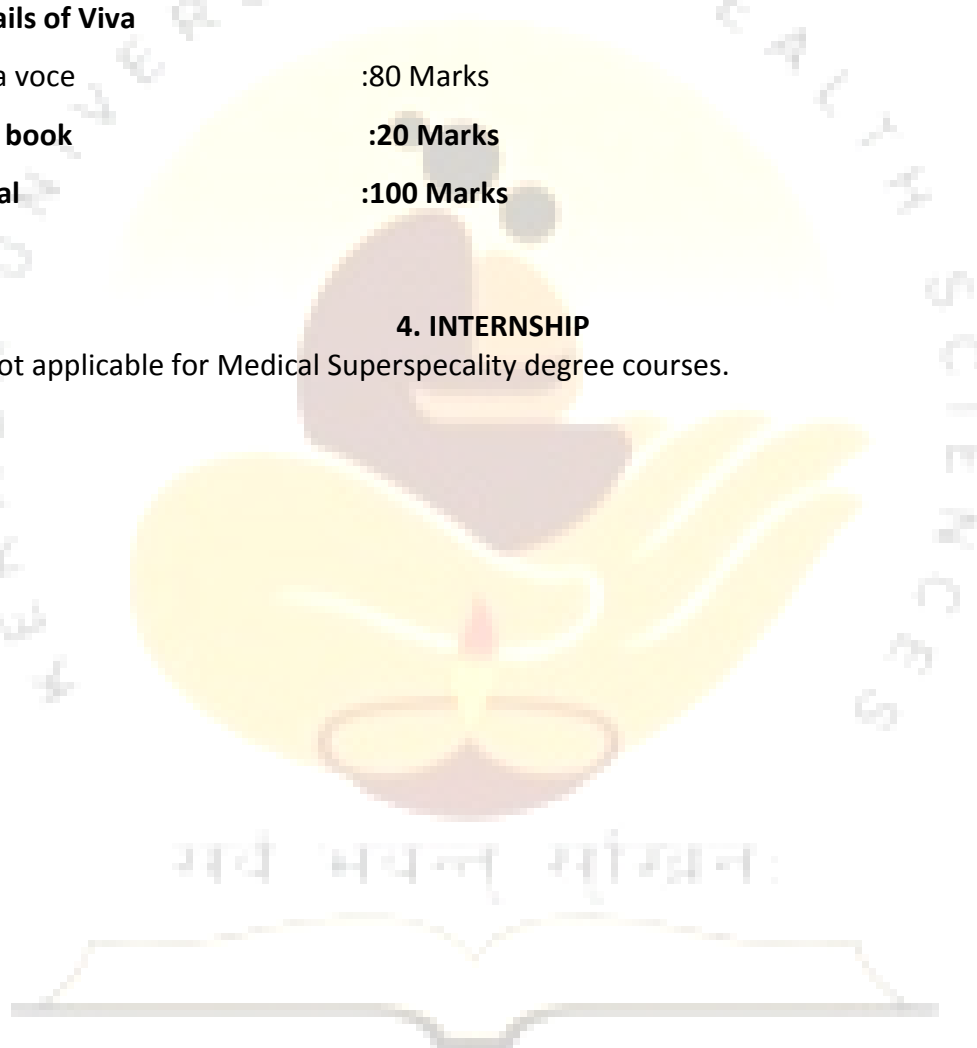 ails of Viva
a voce :80 Marks
book :20 Marks
al :100 Marks
4. INTERNSHIP
ot applicable for Medical Superspecality degree courses.